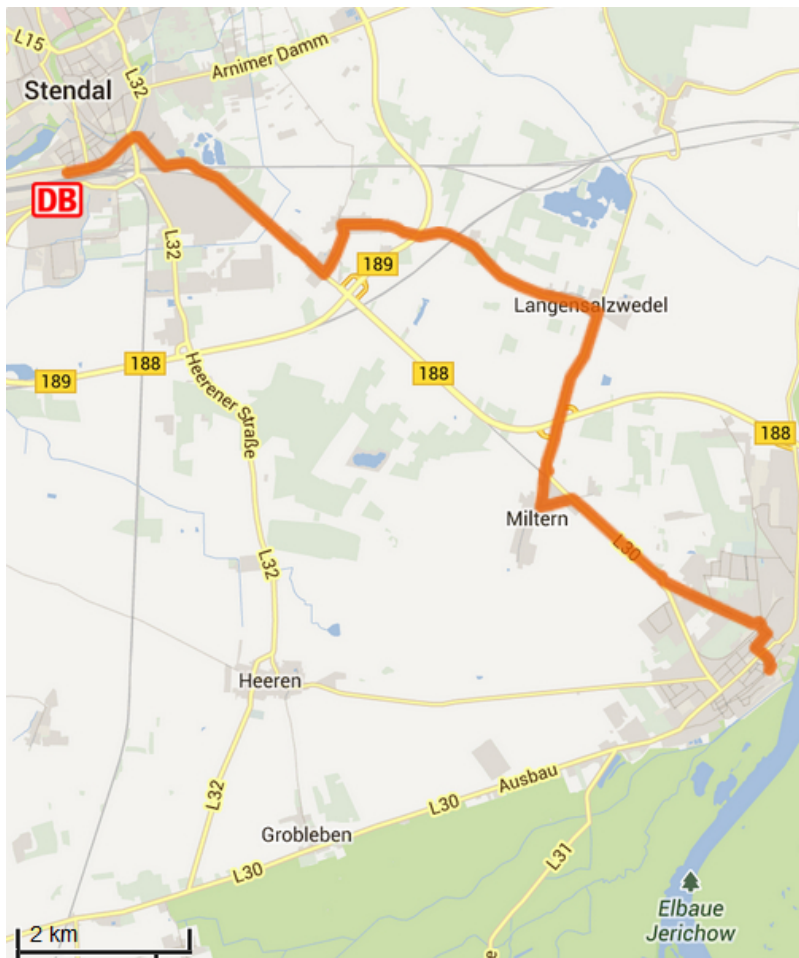 L15
L32
Arnimer Damm
Stendal
DB
L32
189
Langensalzwedel
188
189
188
Heerener Straße
188
Miltern
L30
L32
Heeren
L32
Ausbau
L30
Grobleben
L30
L31
Elbaue
Jerichow
2 km
e